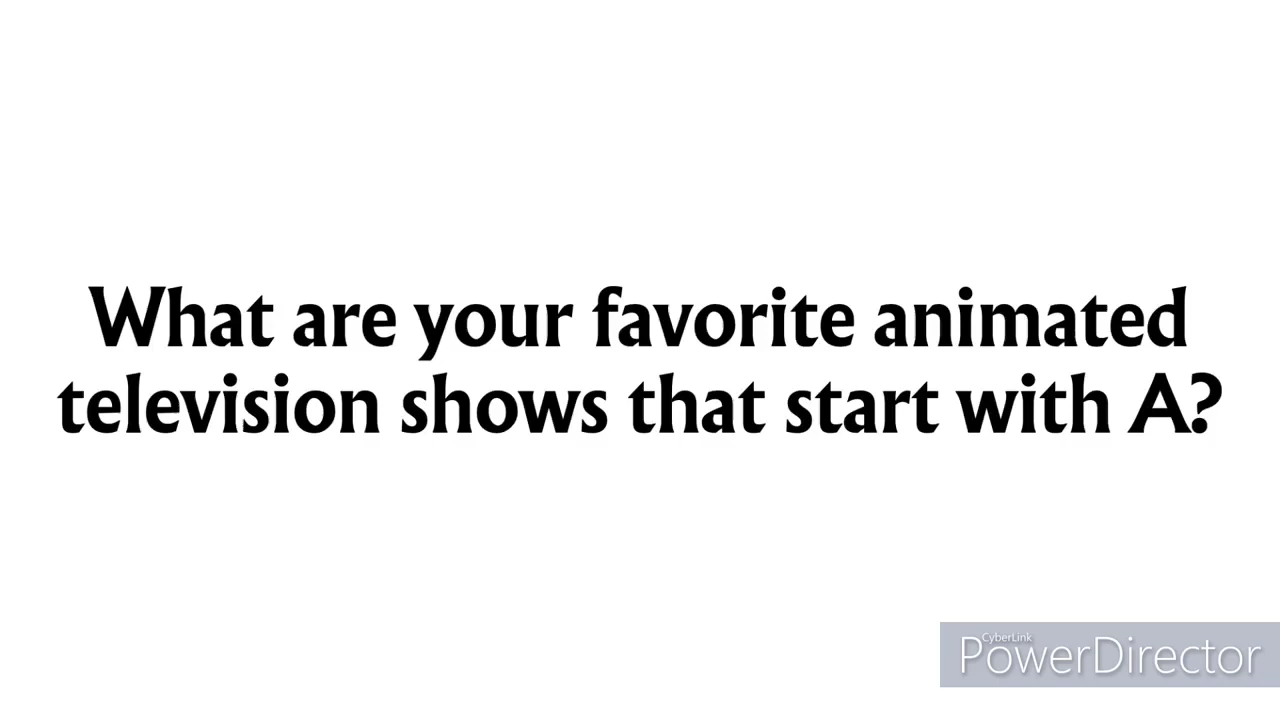 What are your favorite animated
television shows that start with A?
CyberLink
PowerDirector